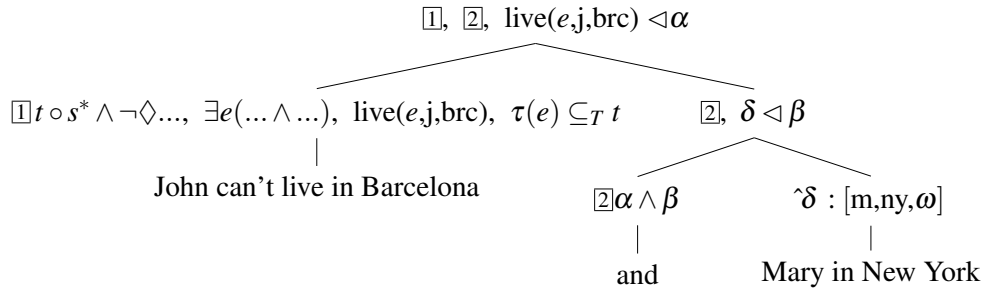 1, 2, live(e,j,brc) ◁ α
1 t ∘ s* ∧ ¬◇..., ∃e(... ∧ ...), live(e,j,brc), τ(e) ⊆T t 2, δ ◁ β
John can't live in Barcelona 2 α ∧ β ˆδ : [m,ny,ω]
and Mary in New York